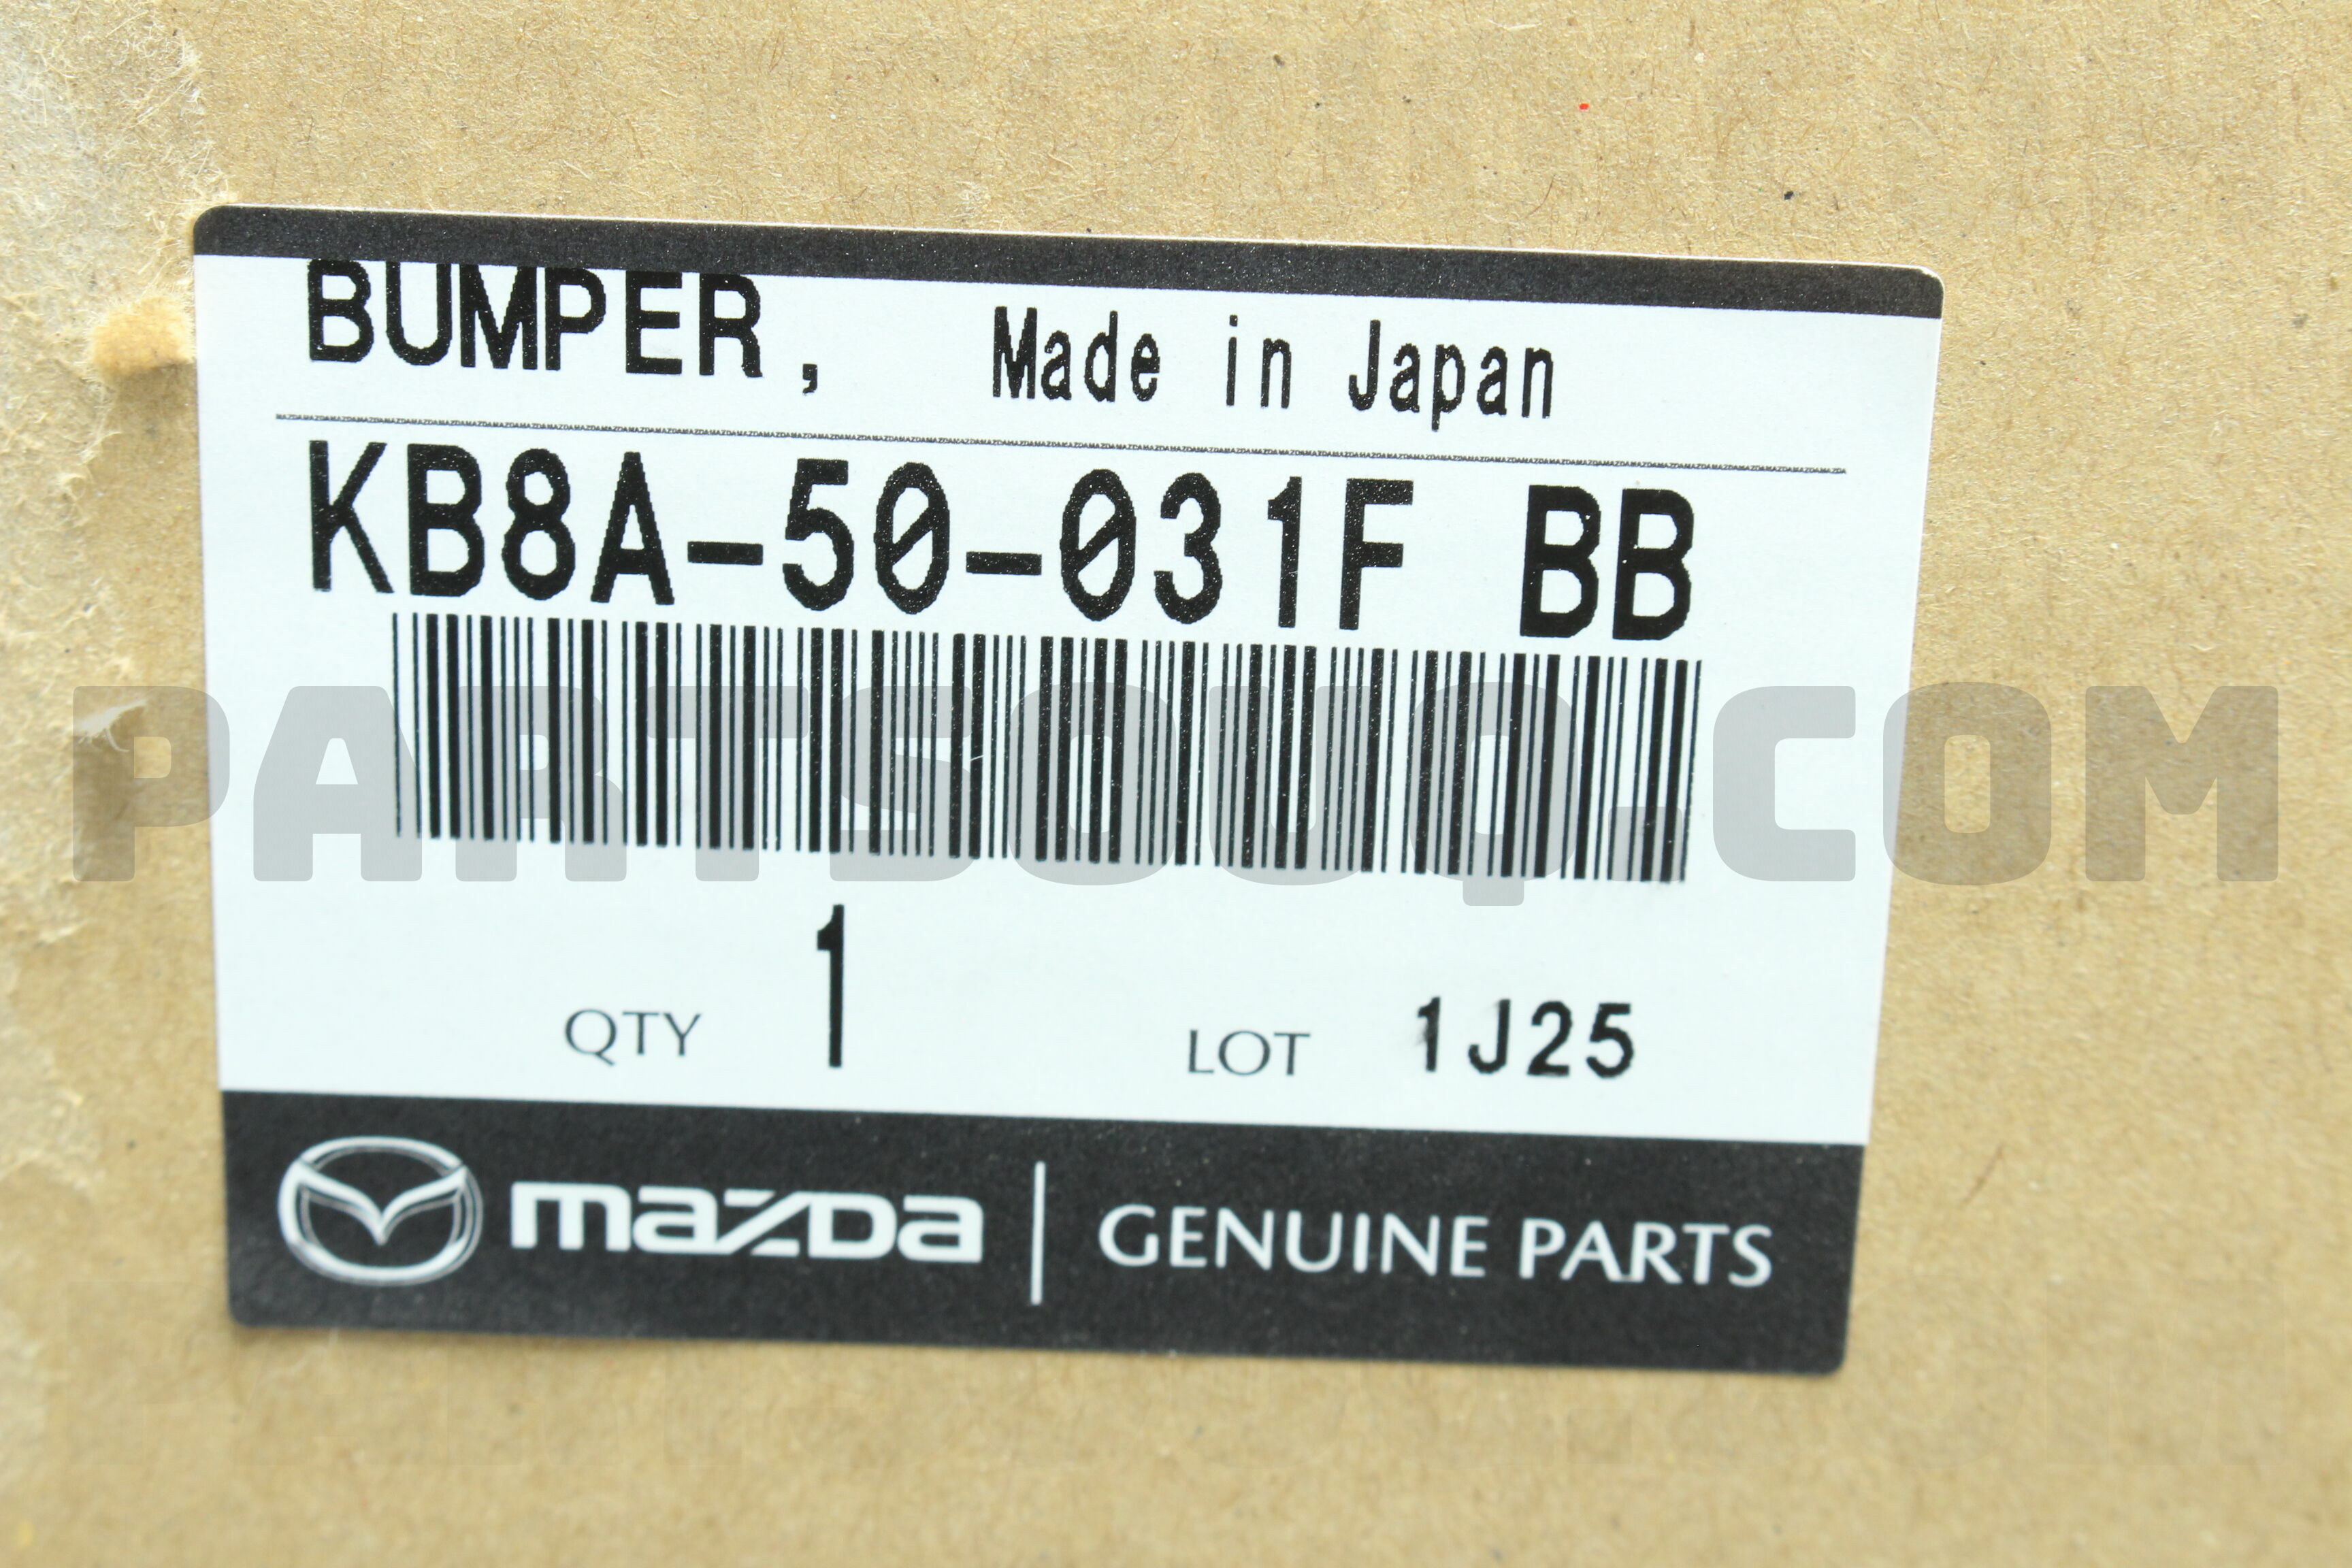 BUMPER, Made in Japan
KB8A-50-031F BB
PARTSOUQ.COM
QTY 1 LOT 1J25
mazda | GENUINE PARTS